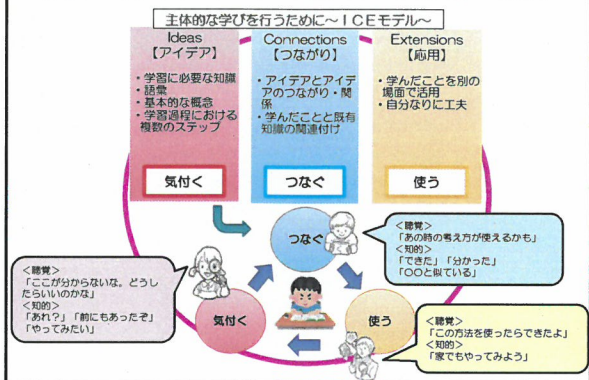 主体的な学びを行うために～ＩＣＥモデル～
Ideas
【アイデア】
・学習に必要な知識
・語彙
・基本的な概念
・学習過程における
複数のステップ
気付く
Connections
【つながり】
・アイデアとアイデ
アのつながり・関
係
・学んだことと既有
知識の関連付け
つなぐ
Extensions
【応用】
・学んだことを別の
場面で活用
・自分なりに工夫
使う
つなぐ
＜聴覚＞
「あの時の考え方が使えるかも」
＜知的＞
「できた」「分かった」
「〇〇と似ている」
＜聴覚＞
「ここが分からないな。どうし
たらいいのかな」
＜知的＞
「あれ？」「前にもあったぞ」
「やってみたい」
気付く
使う
＜聴覚＞
「この方法を使ったらできたよ」
＜知的＞
「家でもやってみよう」